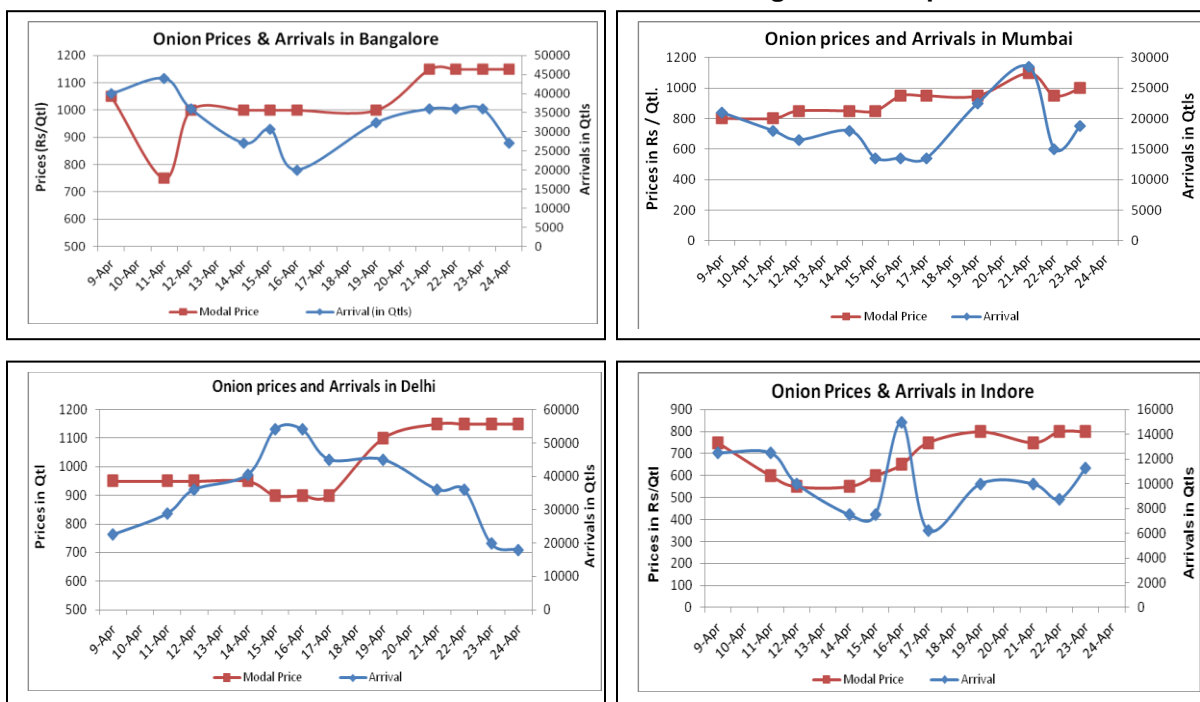 Onion Prices & Arrivals in Bangalore
Prices (Rs/Qtl)
1200
1100
1000
900
800
700
600
500
50000
45000
40000
35000
30000
25000
20000
15000
10000
5000
0
Arrivals in Qtls
9-Apr
10-Apr
11-Apr
12-Apr
13-Apr
14-Apr
15-Apr
16-Apr
17-Apr
18-Apr
19-Apr
20-Apr
21-Apr
22-Apr
23-Apr
24-Apr
Modal Price
Arrival (in Qtls)
Onion prices and Arrivals in Mumbai
Prices in Rs / Qtl.
1200
1000
800
600
400
200
0
30000
25000
20000
15000
10000
5000
0
Arrivals in Qtls
9-Apr
10-Apr
11-Apr
12-Apr
13-Apr
14-Apr
15-Apr
16-Apr
17-Apr
18-Apr
19-Apr
20-Apr
21-Apr
22-Apr
23-Apr
24-Apr
Modal Price
Arrival
Onion prices and Arrivals in Delhi
Prices in Qtl
1200
1100
1000
900
800
700
600
500
60000
50000
40000
30000
20000
10000
0
Arrivals in Qtls
9-Apr
10-Apr
11-Apr
12-Apr
13-Apr
14-Apr
15-Apr
16-Apr
17-Apr
18-Apr
19-Apr
20-Apr
21-Apr
22-Apr
23-Apr
24-Apr
Modal Price
Arrival
Onion Prices & Arrivals in Indore
Prices in Rs/Qtl
900
800
700
600
500
400
300
200
100
0
16000
14000
12000
10000
8000
6000
4000
2000
0
Arrivals in Qtls
9-Apr
10-Apr
11-Apr
12-Apr
13-Apr
14-Apr
15-Apr
16-Apr
17-Apr
18-Apr
19-Apr
20-Apr
21-Apr
22-Apr
23-Apr
24-Apr
Modal Price
Arrival